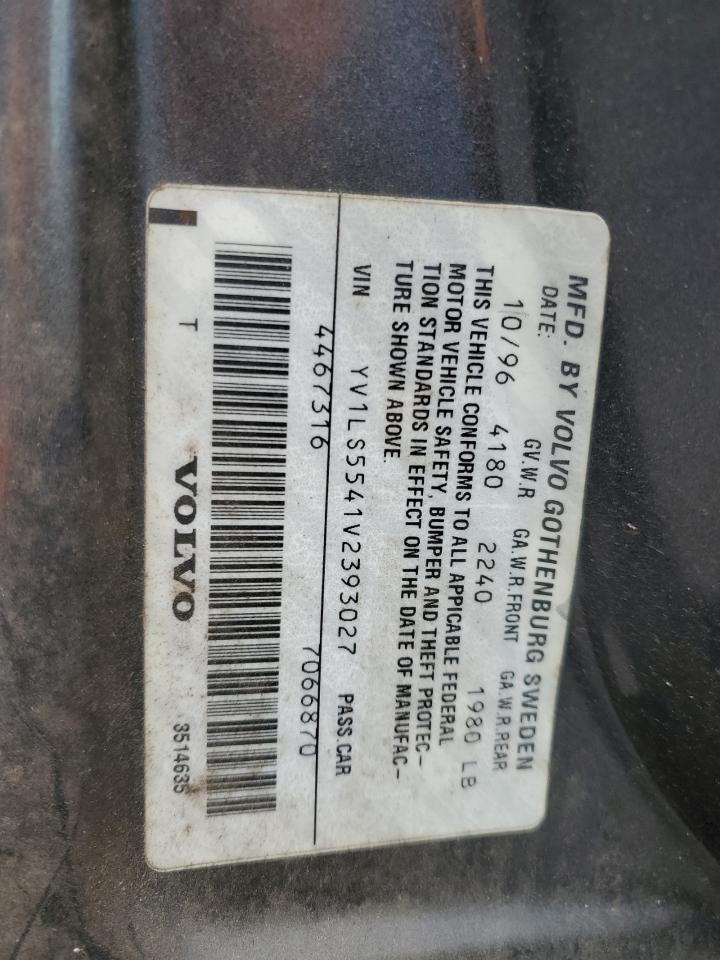 MFD. BY VOLVO GOTHENBURG SWEDEN
DATE: GV.W.R GA.W.R.FRONT GA.W.R.REAR
10/96 4180 2240 1980 LB
THIS VEHICLE CONFORMS TO ALL APPICABLE FEDERAL
MOTOR VEHICLE SAFETY, BUMPER AND THEFT PROTEC-
TION STANDARDS IN EFFECT ON THE DATE OF MANUFAC-
TURE SHOWN ABOVE.
VIN YV1LS5541V2393027 PASS.CAR
4467316 7066870
T VOLVO 3514635